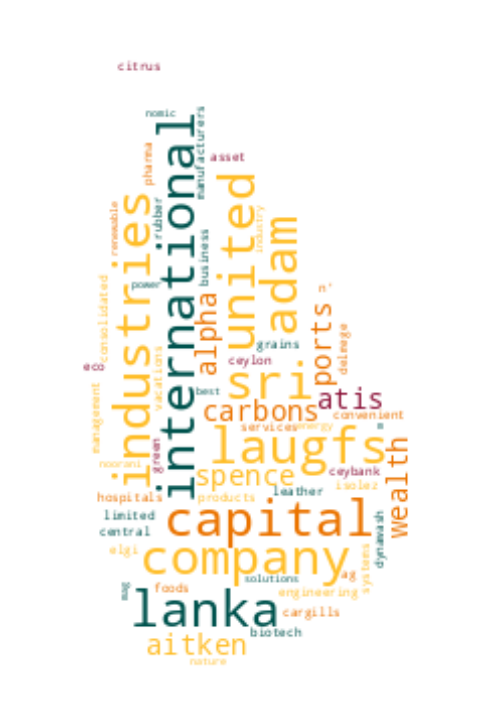 citrus
nomic
international
manufacturers
pharma
asset
industries
united
renewable
rubber
industry
adam
business
consolidated
power
alpha
n'
ports
delmege
grains
vacations
eco
ceylon
sri
best
atis
management
carbons
convenient
services
energy
laugfs
wealth
green
noorani
spence
ceybank
isolez
leather
hospitals
products
capital
limited
dynawash
central
elgi
company
systems
ag
solutions
foods
engineering
lanka
cargills
biotech
aitken
nature